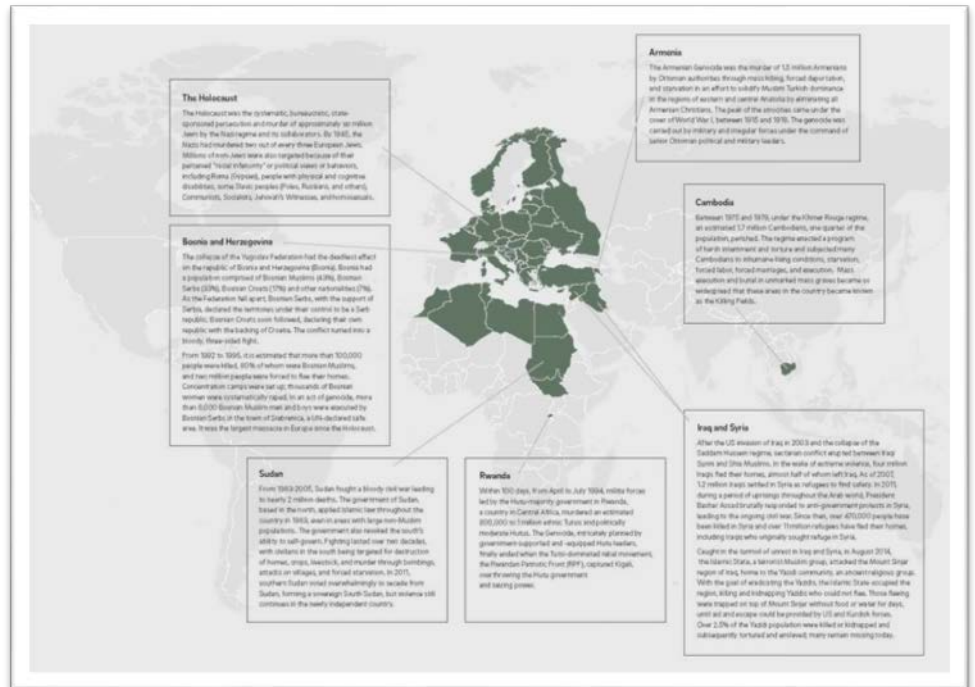 Armenia
The Armenian Genocide was the murder of 1.5 million Armenians
by Ottoman authorities through mass killing, forced deportation,
and starvation in an effort to solidify Muslim Turkish dominance
in the regions of eastern and central Anatolia by eliminating all
Armenian Christians. The peak of the atrocities came under the
cover of World War I, between 1915 and 1918. The genocide was
carried out by military and irregular forces under the command of
senior Ottoman political and military leaders.
The Holocaust
The Holocaust was the systematic, bureaucratic, state-
sponsored persecution and murder of approximately six million
Jews by the Nazi regime and its collaborators. By 1945, the
Nazis had murdered two out of every three European Jews.
Millions of non-Jews were also targeted because of their
perceived "racial inferiority" or political views or behaviors,
including Roma (Gypsies), people with physical and cognitive
disabilities, some Slavic peoples (Poles, Russians, and others),
Communists, Socialists, Jehovah's Witnesses, and homosexuals.
Cambodia
Between 1975 and 1979, under the Khmer Rouge regime,
an estimated 1.7 million Cambodians, one quarter of the
population, perished. The regime enacted a program
of harsh internment and torture and subjected many
Cambodians to inhumane living conditions, starvation,
forced labor, forced marriages, and execution. Mass
execution and burial in unmarked mass graves became so
widespread that these areas in the country became known
as the Killing Fields.
Bosnia and Herzegovina
The collapse of the Yugoslav Federation had the deadliest effect
on the republic of Bosnia and Herzegovina (Bosnia). Bosnia had
a population comprised of Bosnian Muslims (43%), Bosnian
Serbs (33%), Bosnian Croats (17%) and other nationalities (7%).
As the Federation fell apart, Bosnian Serbs, with the support of
Serbia, declared the territories under their control to be a Serb
republic. Bosnian Croats soon followed, declaring their own
republic with the backing of Croatia. The conflict turned into a
bloody, three-sided fight.
From 1992 to 1995, it is estimated that more than 100,000
people were killed, 80% of whom were Bosnian Muslims,
and two million people were forced to flee their homes.
Concentration camps were set up; thousands of Bosnian
women were systematically raped. In an act of genocide, more
than 8,000 Bosnian Muslim men and boys were executed by
Bosnian Serbs in the town of Srebrenica, a UN-declared safe
area. It was the largest massacre in Europe since the Holocaust.
Sudan
From 1983-2005, Sudan fought a bloody civil war leading
to nearly 2 million deaths. The government of Sudan,
based in the north, applied Islamic law throughout the
country in 1983, even in areas with large non-Muslim
populations. The government also revoked the south's
ability to self-govern. Fighting lasted over two decades,
with civilians in the south being targeted for destruction
of homes, crops, livestock, and murder through bombings,
attacks on villages, and forced starvation. In 2011,
southern Sudan voted overwhelmingly to secede from
Sudan, forming a sovereign South Sudan, but violence still
continues in the newly independent country.
Rwanda
Within 100 days, from April to July 1994, militia forces
led by the Hutu-majority government in Rwanda,
a country in Central Africa, murdered an estimated
800,000 to 1 million ethnic Tutsis and politically
moderate Hutus. The Genocide, intricately planned by
government-supported and -equipped Hutu leaders,
finally ended when the Tutsi-dominated rebel movement,
the Rwandan Patriotic Front (RPF), captured Kigali,
overthrowing the Hutu government
and seizing power.
Iraq and Syria
After the US invasion of Iraq in 2003 and the collapse of the
Saddam Hussein regime, sectarian conflict erupted between Iraqi
Sunni and Shia Muslims. In the wake of extreme violence, four million
Iraqis fled their homes, almost half of whom left Iraq. As of 2007,
1.2 million Iraqis settled in Syria as refugees to find safety. In 2011,
during a period of uprisings throughout the Arab world, President
Bashar Assad brutally responded to anti-government protests in Syria,
leading to the ongoing civil war. Since then, over 470,000 people have
been killed in Syria and over 11 million refugees have fled their homes,
including Iraqis who originally sought refuge in Syria.
Caught in the turmoil of unrest in Iraq and Syria, in August 2014,
the Islamic State, a terrorist Muslim group, attacked the Mount Sinjar
region of Iraq, home to the Yazidi community, an ancient religious group.
With the goal of eradicating the Yazidis, the Islamic State occupied the
region, killing and kidnapping Yazidis who could not flee. Those fleeing
were trapped on top of Mount Sinjar without food or water for days,
until aid and escape could be provided by US and Kurdish forces.
Over 2.5% of the Yazidi population were killed or kidnapped and
subsequently tortured and enslaved; many remain missing today.